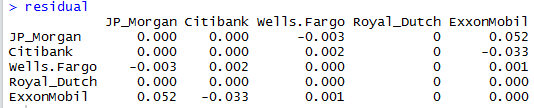 > residual
JP_Morgan Citibank Wells.Fargo Royal_Dutch ExxonMobil
JP_Morgan 0.000 0.000 -0.003 0 0.052
Citibank 0.000 0.000 0.002 0 -0.033
Wells.Fargo -0.003 0.002 0.000 0 0.001
Royal_Dutch 0.000 0.000 0.000 0 0.000
ExxonMobil 0.052 -0.033 0.001 0 0.000